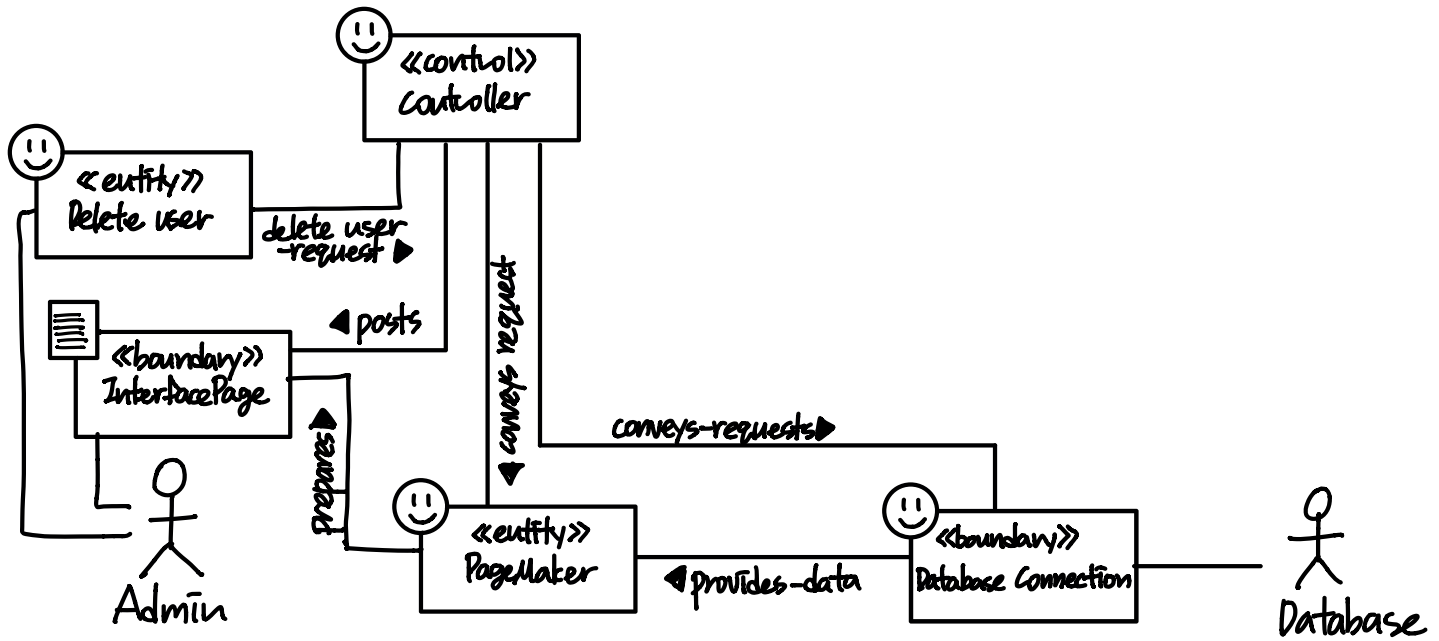 «control»
Controller
«entity»
Delete user
delete user
-request
posts
«boundary»
InterfacePage
conveys request
conveys-requests
Prepares
«entity»
PageMaker
«boundary»
Database Connection
Provides-data
Admin
Database